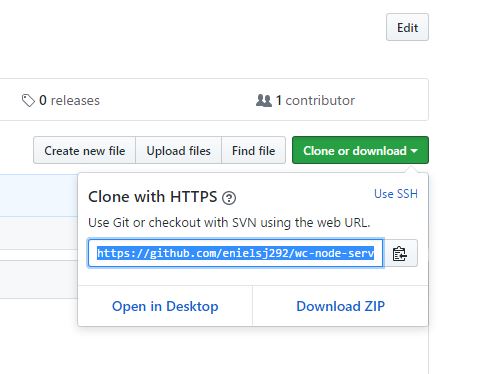 Edit
0 releases
1 contributor
Create new file
Upload files
Find file
Clone or download
Clone with HTTPS
Use SSH
Use Git or checkout with SVN using the web URL.
https://github.com/enielsj292/wc-node-serv
Open in Desktop
Download ZIP